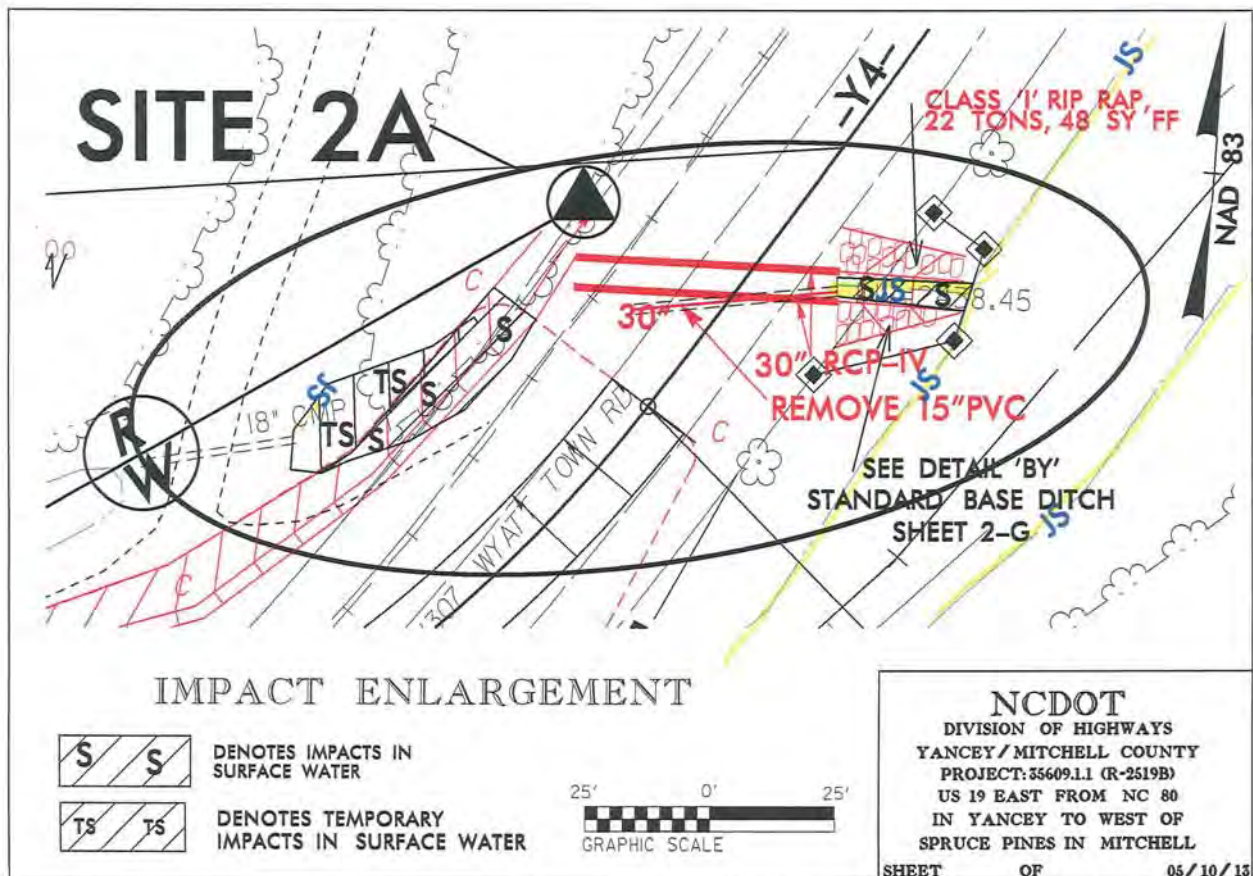 SITE 2A
-Y4-
JS
CLASS 'I' RIP RAP,
22 TONS, 48 SY FF
NAD 83
C
S
JS
S
38.45
30"
30" RCP-IV
REMOVE 15"PVC
S
TS
S
TS
S
JS
18" CMP
R
W
C
C
JS
JS
307 WYATT TOWN RD
SEE DETAIL 'BY'
STANDARD BASE DITCH
SHEET 2-G
IMPACT ENLARGEMENT
S S
DENOTES IMPACTS IN
SURFACE WATER
TS TS
DENOTES TEMPORARY
IMPACTS IN SURFACE WATER
25' 0' 25'
GRAPHIC SCALE
NCDOT
DIVISION OF HIGHWAYS
YANCEY/MITCHELL COUNTY
PROJECT: 35609.1.1 (R-2519B)
US 19 EAST FROM NC 80
IN YANCEY TO WEST OF
SPRUCE PINES IN MITCHELL
SHEET OF 05/10/13